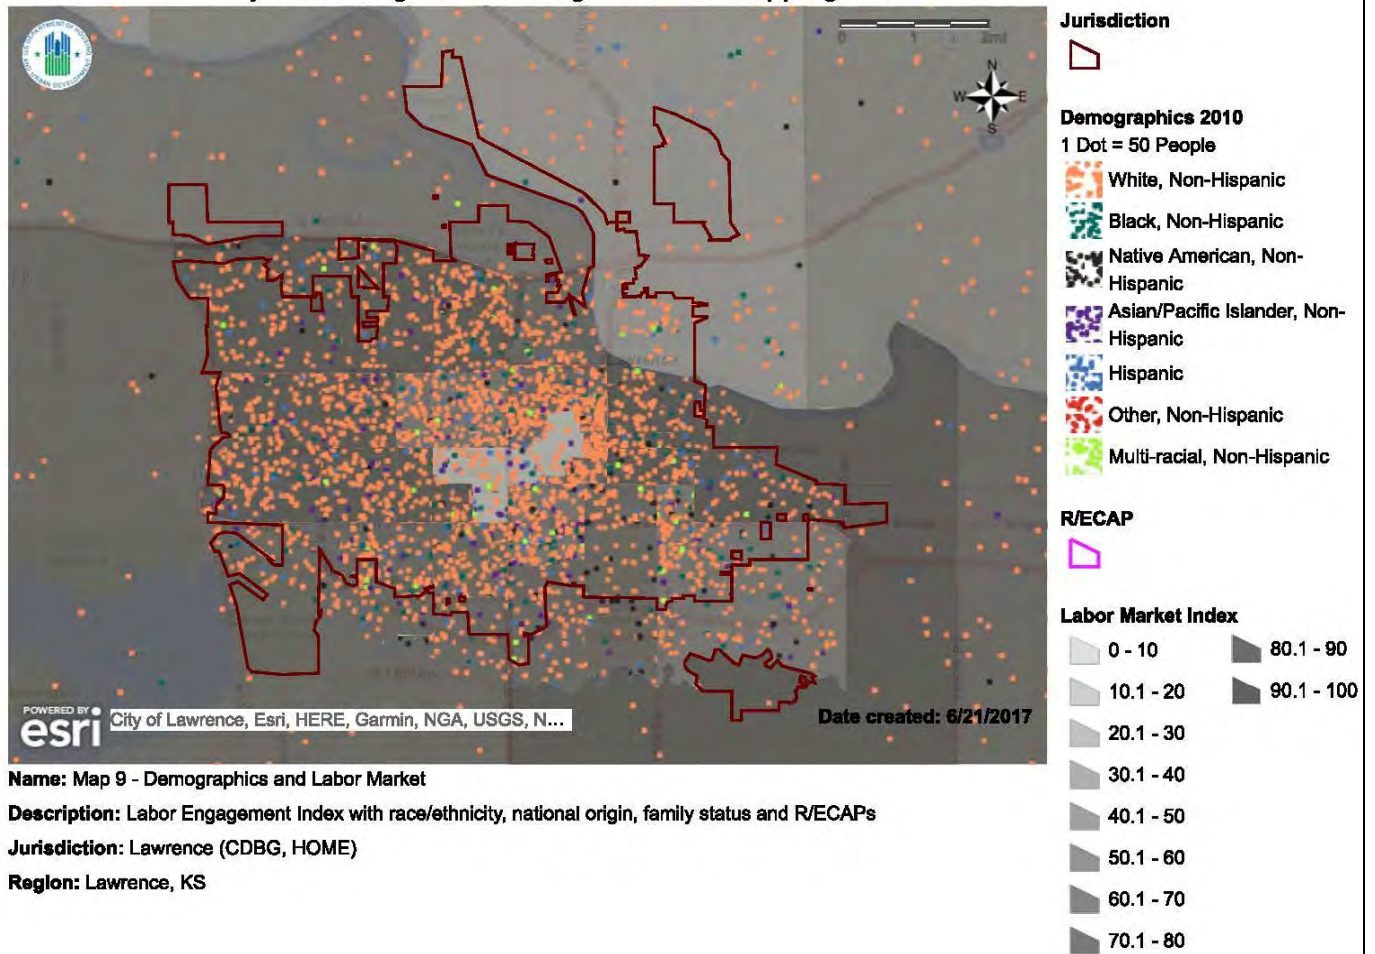 Jurisdiction
0 1
N
W E
S
Demographics 2010
1 Dot = 50 People
White, Non-Hispanic
Black, Non-Hispanic
Native American, Non-
Hispanic
Asian/Pacific Islander, Non-
Hispanic
Hispanic
Other, Non-Hispanic
Multi-racial, Non-Hispanic
R/ECAP
Labor Market Index
0 - 10
10.1 - 20
20.1 - 30
30.1 - 40
40.1 - 50
50.1 - 60
60.1 - 70
70.1 - 80
80.1 - 90
90.1 - 100
POWERED BY
esri
City of Lawrence, Esri, HERE, Garmin, NGA, USGS, N...
Date created: 6/21/2017
Name: Map 9 - Demographics and Labor Market
Description: Labor Engagement Index with race/ethnicity, national origin, family status and R/ECAPs
Jurisdiction: Lawrence (CDBG, HOME)
Region: Lawrence, KS